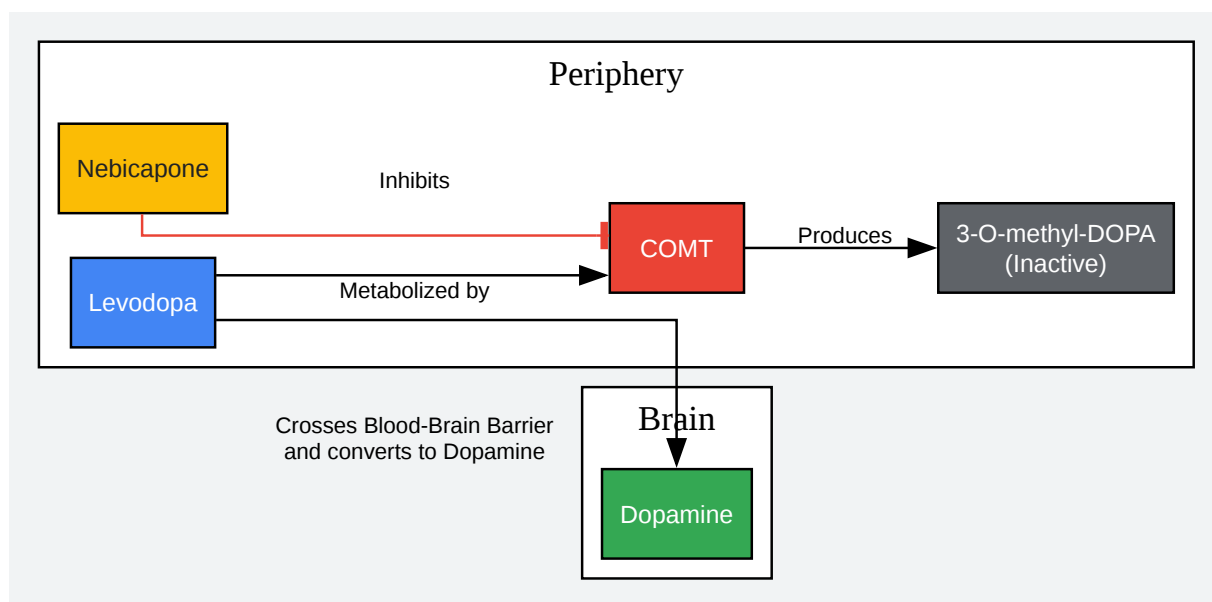 Periphery
Nebicapone
Inhibits
COMT
Produces
3-O-methyl-DOPA
(Inactive)
Levodopa
Metabolized by
Crosses Blood-Brain Barrier
and converts to Dopamine
Brain
Dopamine